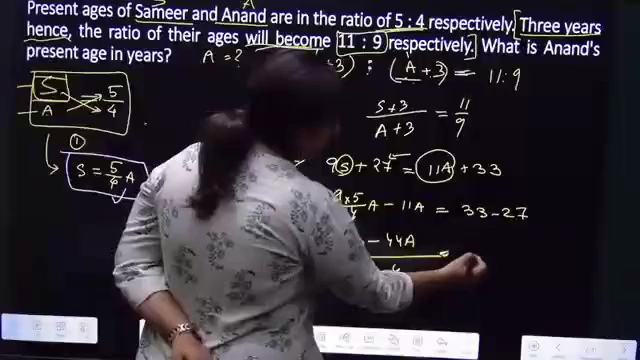 Present ages of Sameer and Anand are in the ratio of 5 : 4 respectively. Three years
hence, the ratio of their ages will become 11 : 9 respectively. What is Anand's
present age in years?
A = ?
+3) : (A + 3) = 11:9
S/A = 5/4
(S+3)/(A+3) = 11/9
①
S = 5/4 A
9S + 27 = 11A + 33
9×5/4 A - 11A = 33 - 27
- 44A